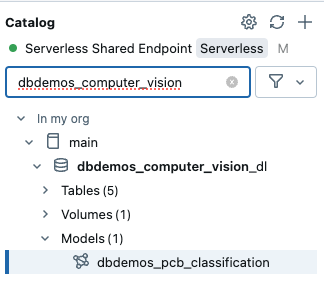 Catalog
Serverless Shared Endpoint Serverless M
dbdemos_computer_vision
In my org
main
dbdemos_computer_vision_dl
Tables (5)
Volumes (1)
Models (1)
dbdemos_pcb_classification